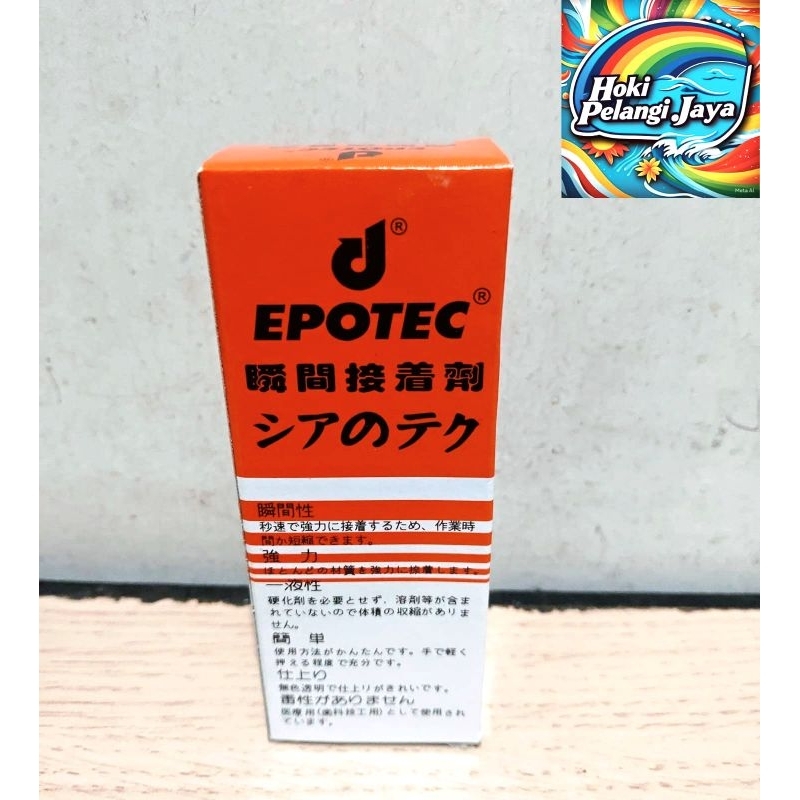 Hoki
Pelangi Jaya
Meta AI
d®
EPOTEC®
瞬間接着劑
シアのテク
瞬間性
秒速で強力に接着するため、作業時
間か短縮できます。
強 力
ほとんどの材質を強力に接着します。
一液性
硬化剤を必要とせず、溶剤等が含ま
れていないので体積の収縮がありま
せん。
簡 単
使用方法がかんたんです。手で軽く
押える程度で充分です。
仕上り
無色透明で仕上りがきれいです。
毒性がありません
医療用(歯科技工用)として使用され
ています。